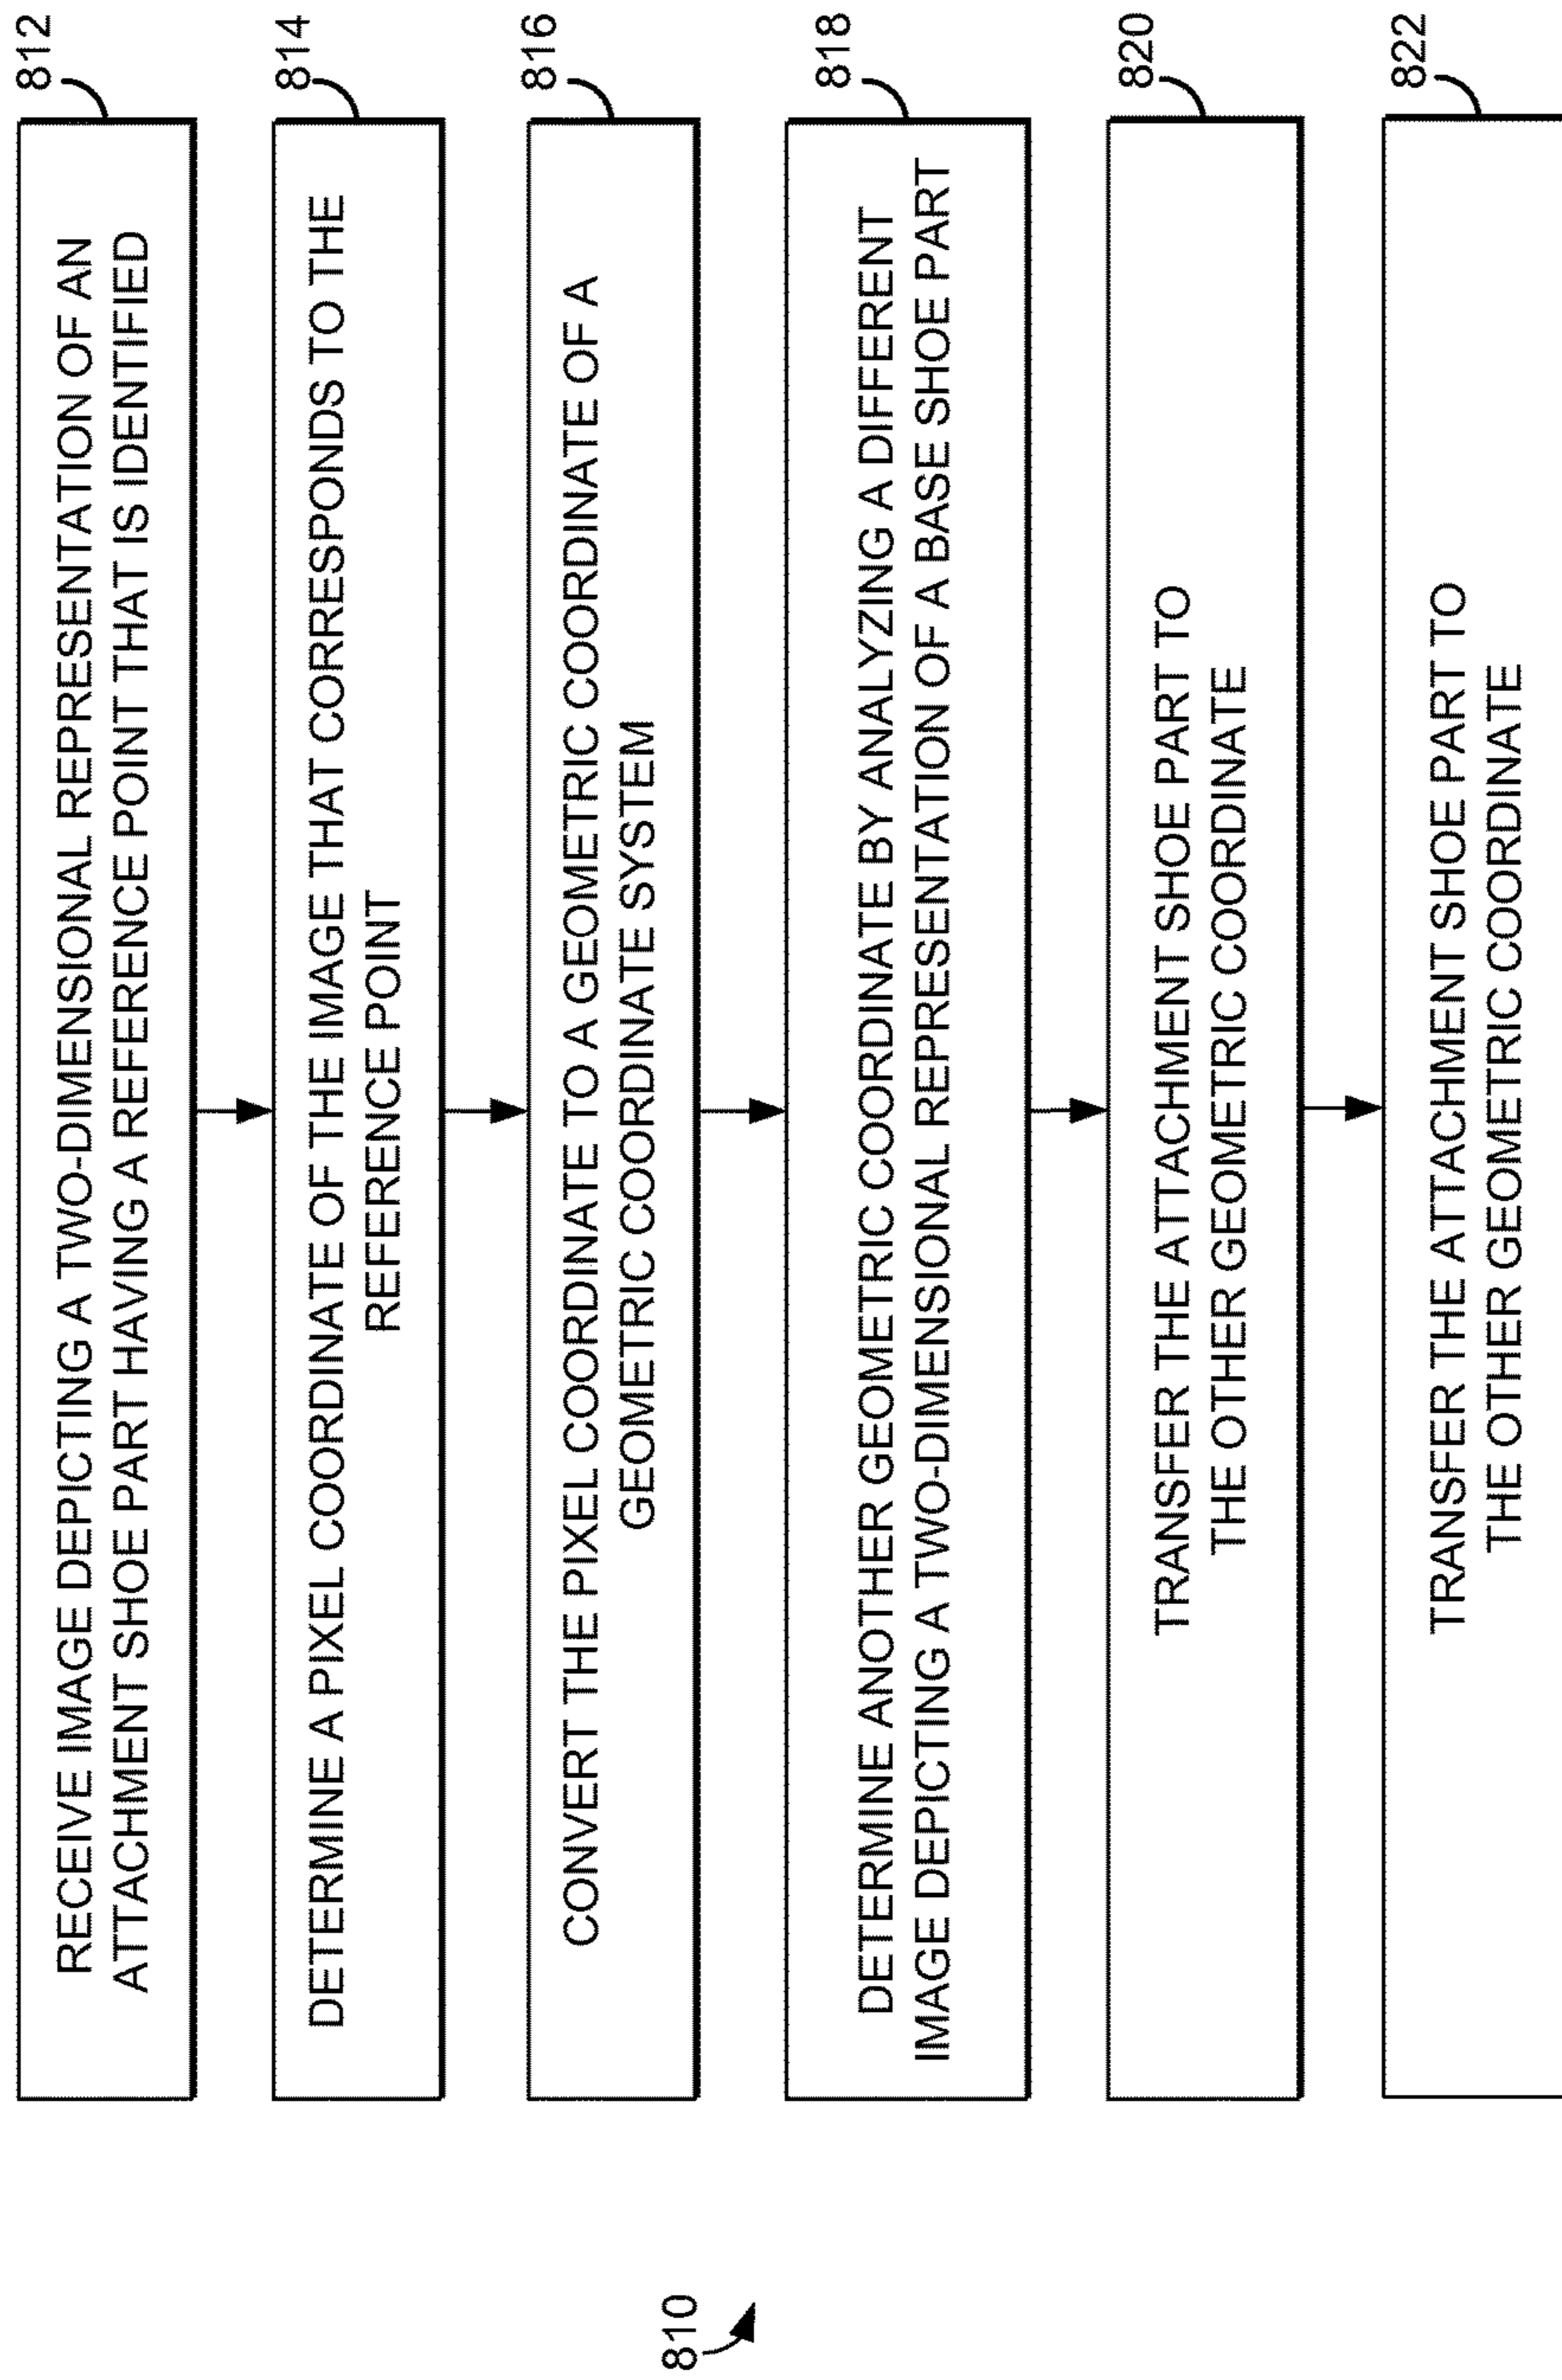 812
RECEIVE IMAGE DEPICTING A TWO-DIMENSIONAL REPRESENTATION OF AN
ATTACHMENT SHOE PART HAVING A REFERENCE POINT THAT IS IDENTIFIED
814
DETERMINE A PIXEL COORDINATE OF THE IMAGE THAT CORRESPONDS TO THE
REFERENCE POINT
816
CONVERT THE PIXEL COORDINATE TO A GEOMETRIC COORDINATE OF A
GEOMETRIC COORDINATE SYSTEM
818
DETERMINE ANOTHER GEOMETRIC COORDINATE BY ANALYZING A DIFFERENT
IMAGE DEPICTING A TWO-DIMENSIONAL REPRESENTATION OF A BASE SHOE PART
820
TRANSFER THE ATTACHMENT SHOE PART TO
THE OTHER GEOMETRIC COORDINATE
822
TRANSFER THE ATTACHMENT SHOE PART TO
THE OTHER GEOMETRIC COORDINATE
810